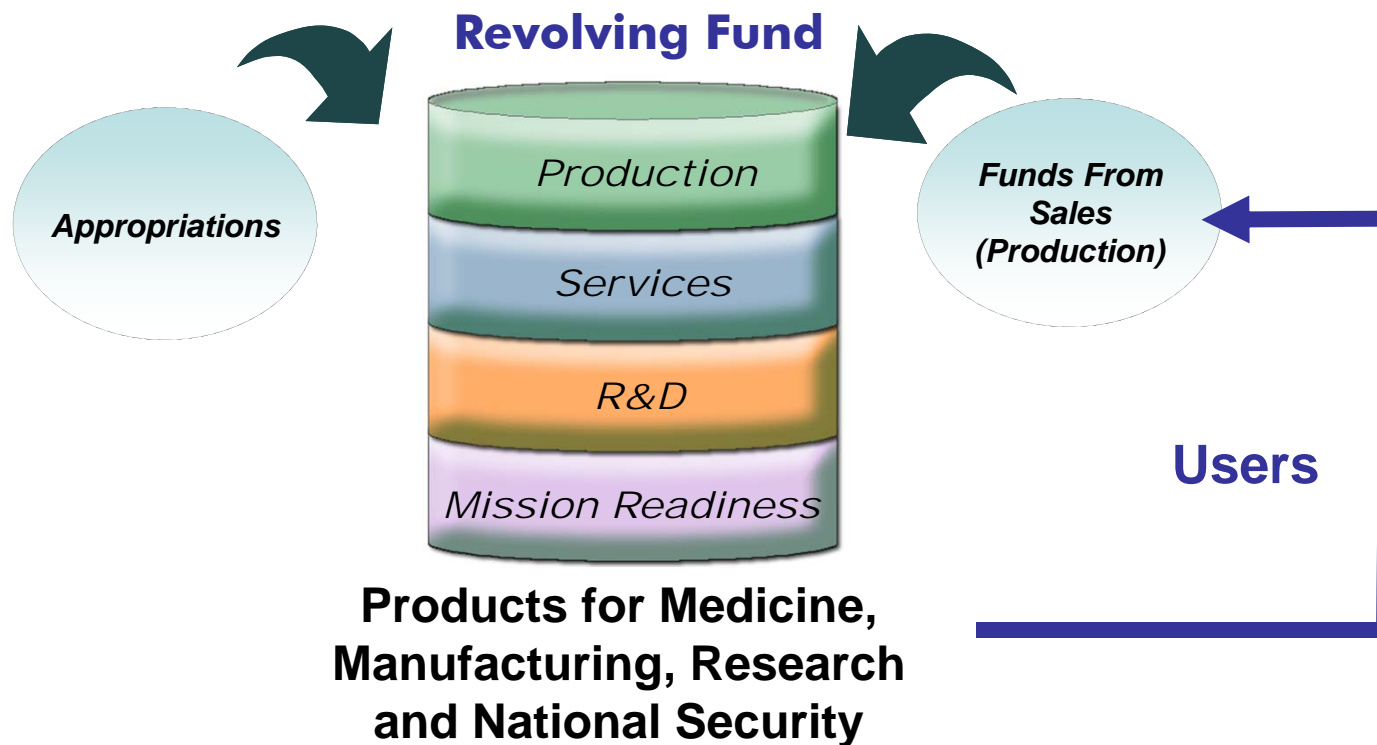 Revolving Fund
Appropriations
Production
Services
R&D
Mission Readiness
Funds From
Sales
(Production)
Users
Products for Medicine,
Manufacturing, Research
and National Security